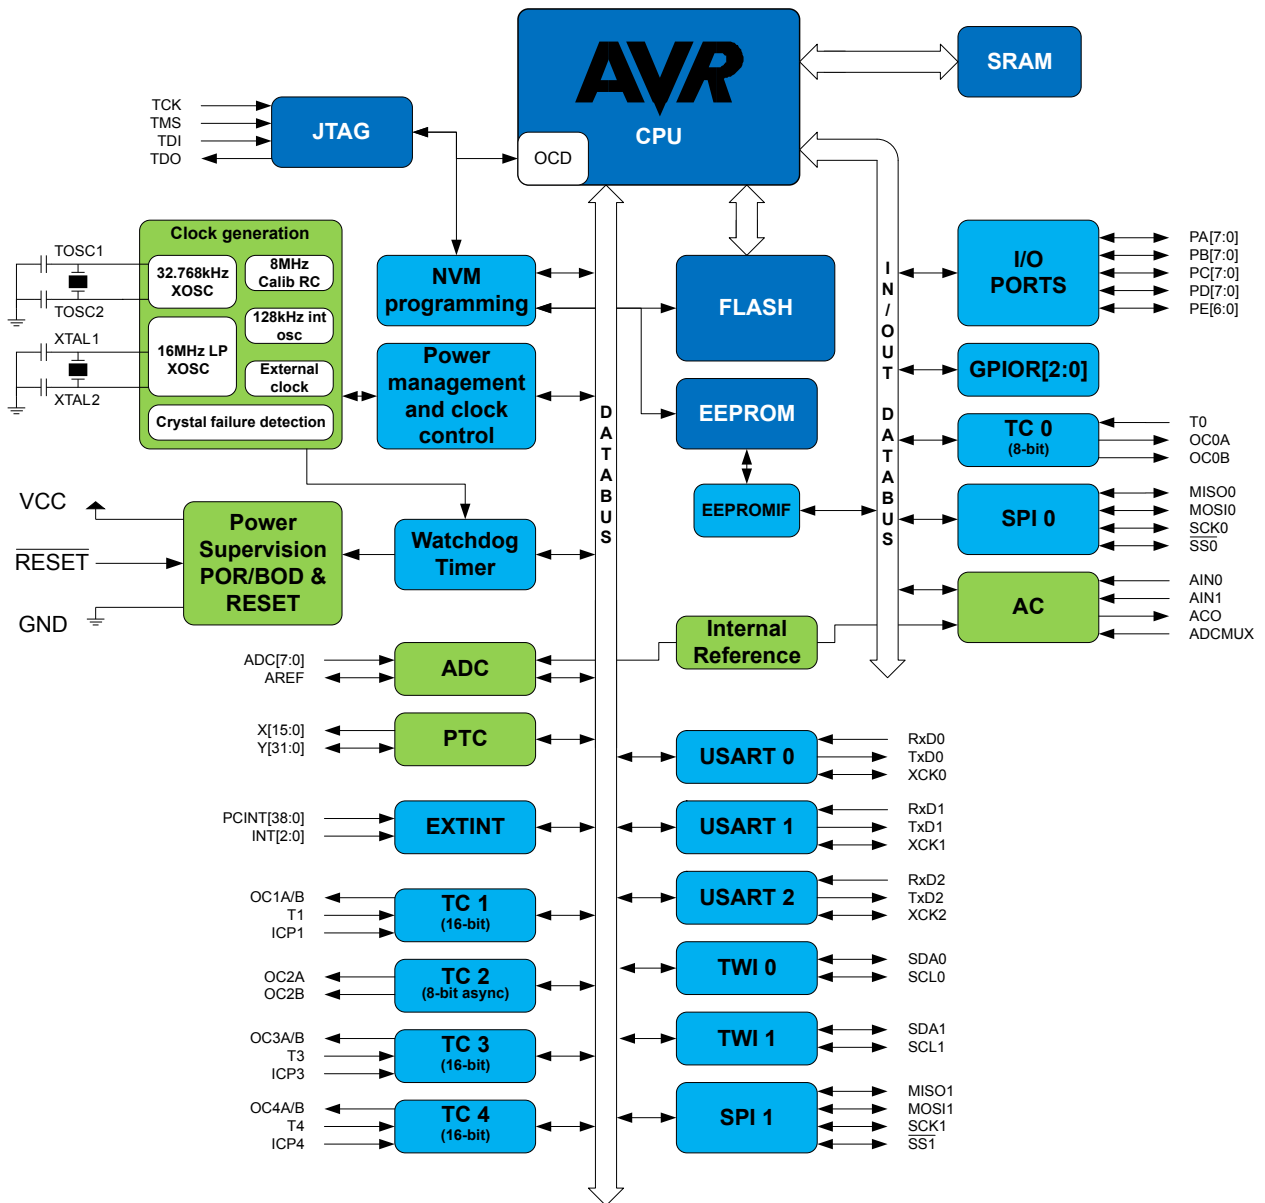 AVR
CPU
OCD
SRAM
TCK
TMS
TDI
TDO
JTAG
Clock generation
TOSC1
TOSC2
32.768kHz
XOSC
8MHz
Calib RC
128kHz int
osc
XTAL1
XTAL2
16MHz LP
XOSC
External
clock
Crystal failure detection
NVM
programming
Power
management
and clock
control
FLASH
EEPROM
EEPROMIF
DATABUS
IN/OUT DATABUS
I/O
PORTS
PA[7:0]
PB[7:0]
PC[7:0]
PD[7:0]
PE[6:0]
GPIOR[2:0]
TC 0
(8-bit)
T0
OC0A
OC0B
SPI 0
MISO0
MOSI0
SCK0
SS0
AC
AIN0
AIN1
ACO
ADCMUX
VCC
RESET
GND
Power
Supervision
POR/BOD &
RESET
Watchdog
Timer
Internal
Reference
ADC[7:0]
AREF
ADC
X[15:0]
Y[31:0]
PTC
PCINT[38:0]
INT[2:0]
EXTINT
OC1A/B
T1
ICP1
TC 1
(16-bit)
OC2A
OC2B
TC 2
(8-bit async)
OC3A/B
T3
ICP3
TC 3
(16-bit)
OC4A/B
T4
ICP4
TC 4
(16-bit)
USART 0
RxD0
TxD0
XCK0
USART 1
RxD1
TxD1
XCK1
USART 2
RxD2
TxD2
XCK2
TWI 0
SDA0
SCL0
TWI 1
SDA1
SCL1
SPI 1
MISO1
MOSI1
SCK1
SS1